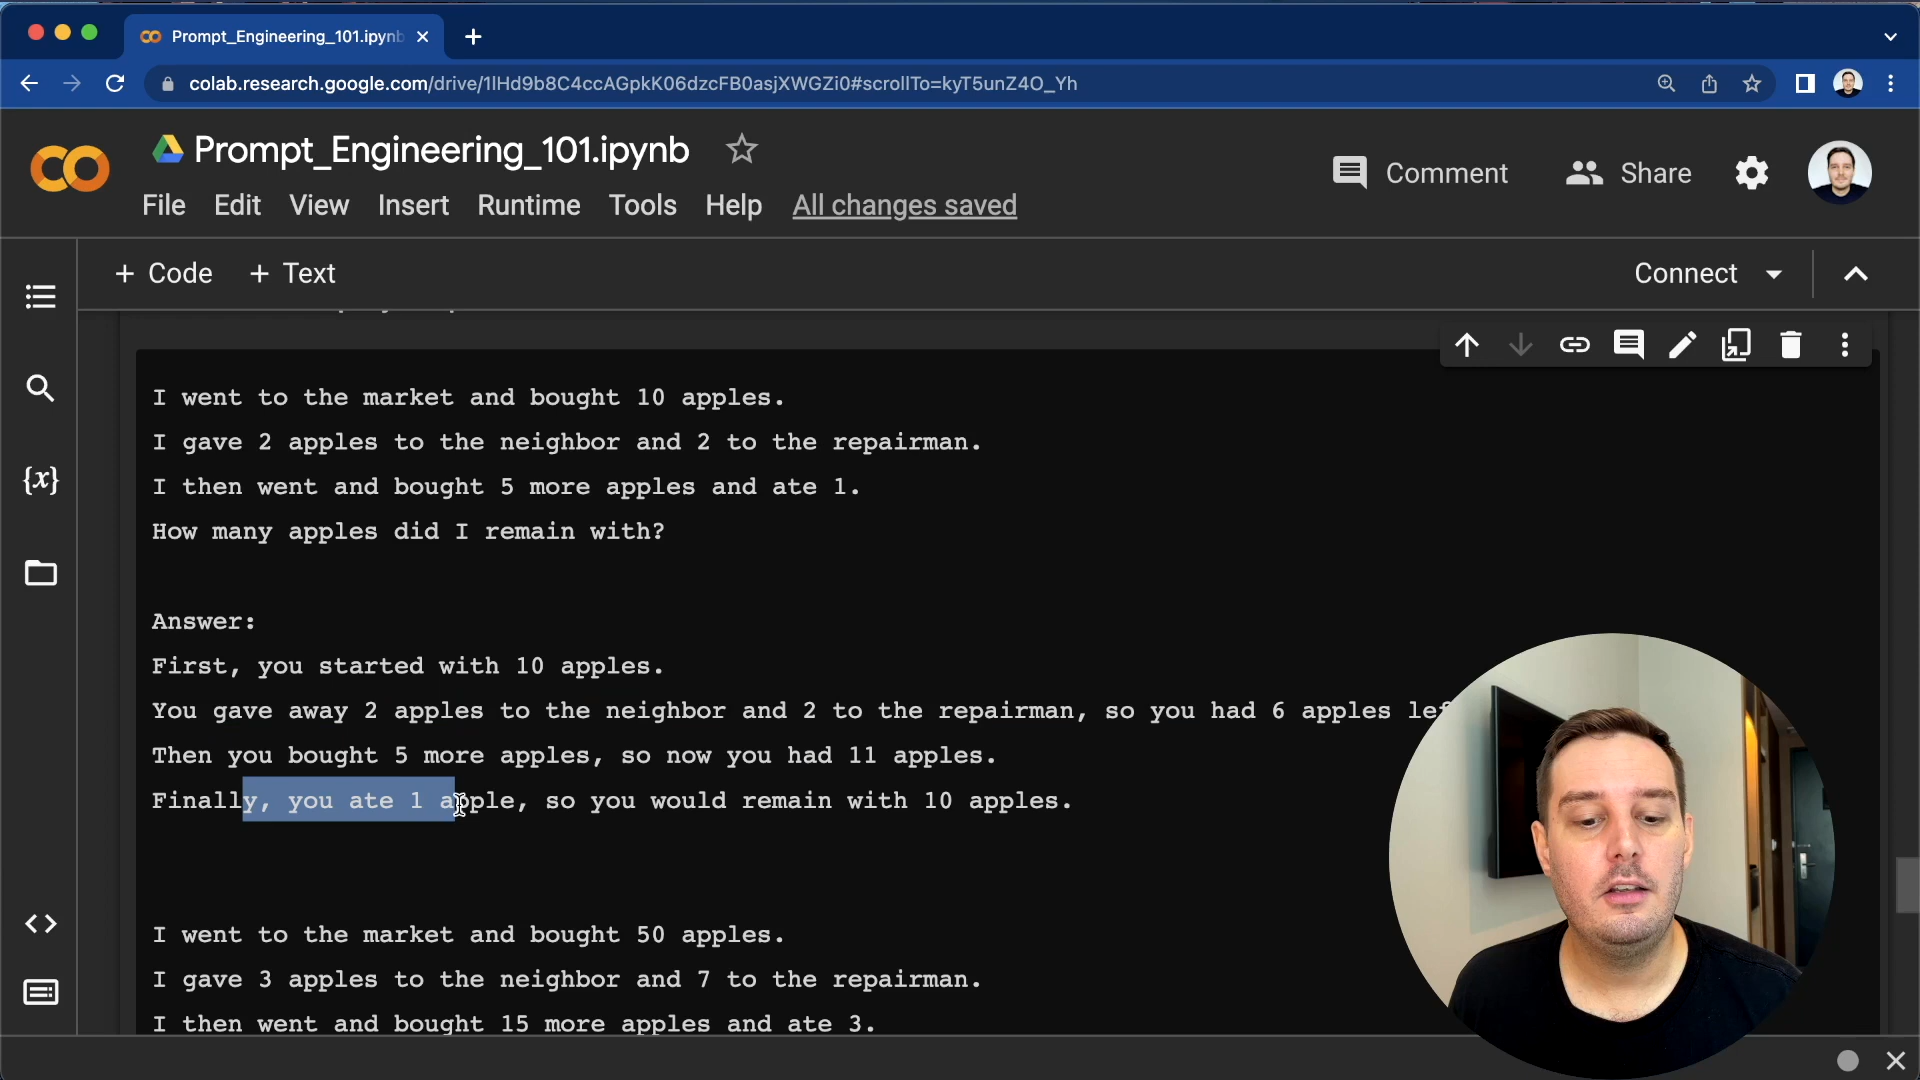 Prompt_Engineering_101.ipynb
colab.research.google.com/drive/1lHd9b8C4ccAGpkK06dzcFB0asjXWGZi0#scrollTo=kyT5unZ4O_Yh
Prompt_Engineering_101.ipynb
Comment Share
File Edit View Insert Runtime Tools Help All changes saved
+ Code + Text Connect
{x}
I went to the market and bought 10 apples.
I gave 2 apples to the neighbor and 2 to the repairman.
I then went and bought 5 more apples and ate 1.
How many apples did I remain with?
Answer:
First, you started with 10 apples.
You gave away 2 apples to the neighbor and 2 to the repairman, so you had 6 apples lef
Then you bought 5 more apples, so now you had 11 apples.
Finally, you ate 1 apple, so you would remain with 10 apples.
I went to the market and bought 50 apples.
I gave 3 apples to the neighbor and 7 to the repairman.
I then went and bought 15 more apples and ate 3.